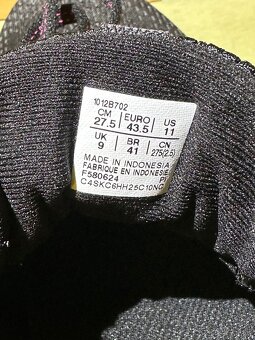 1012B702
CM EURO US
27.5 43.5 11
UK BR CN
9 41 275(2.5)
MADE IN INDONESIA
FABRIQUE EN INDONESIE
F580624 PI
C4SKC6HH25C10NC